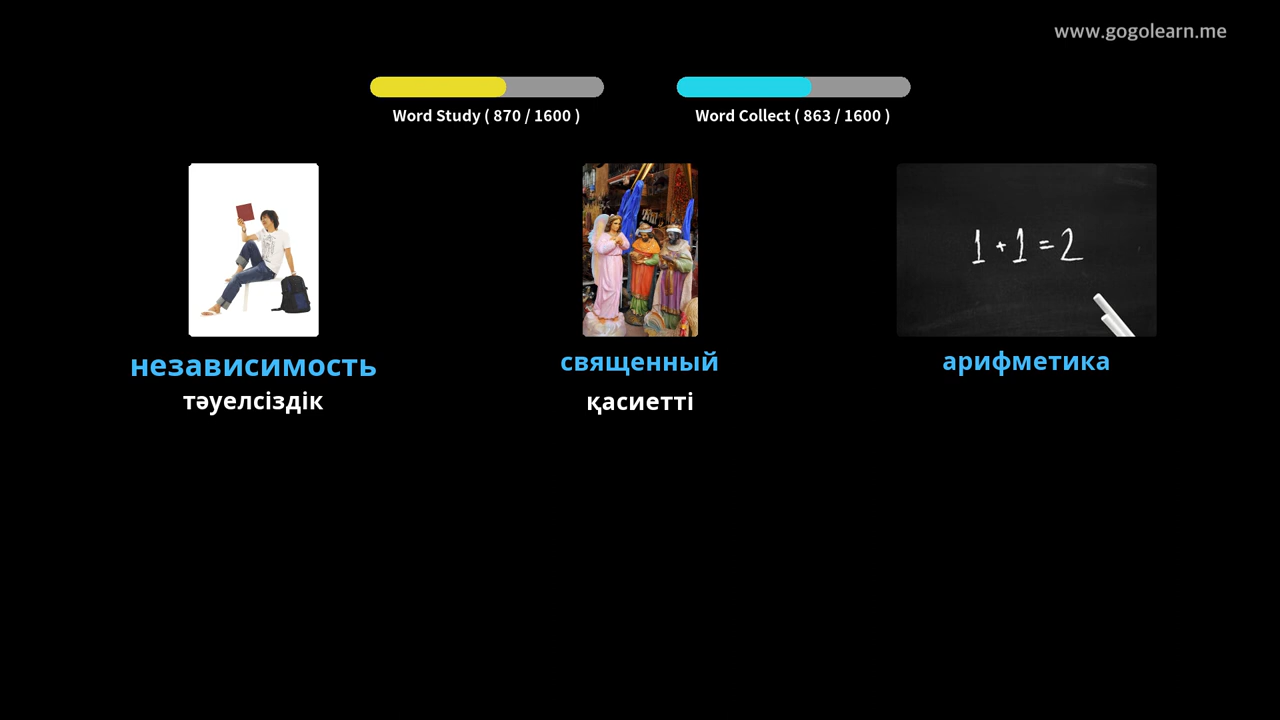 www.gogolearn.me
Word Study ( 870 / 1600 )
Word Collect ( 863 / 1600 )
1 + 1 = 2
независимость
тәуелсіздік
священный
қасиетті
арифметика